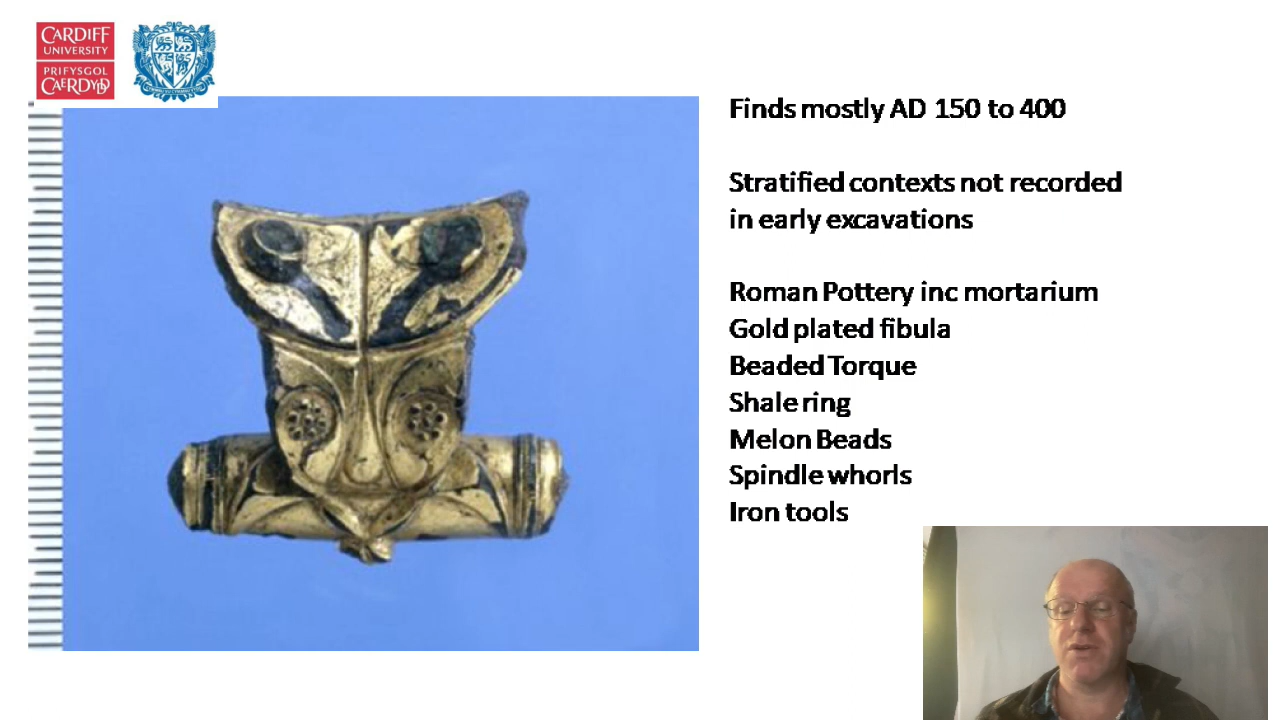 CARDIFF
UNIVERSITY
PRIFYSGOL
CAERDYDD
Finds mostly AD 150 to 400
Stratified contexts not recorded
in early excavations
Roman Pottery inc mortarium
Gold plated fibula
Beaded Torque
Shale ring
Melon Beads
Spindle whorls
Iron tools